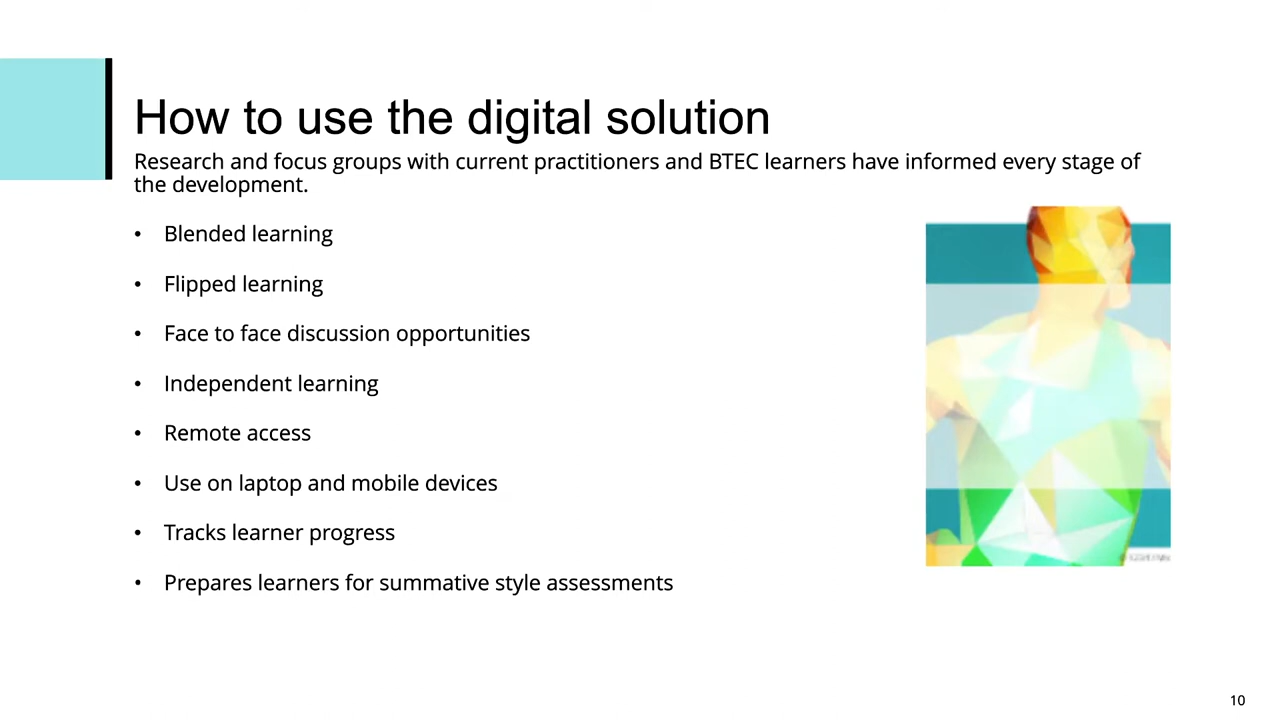 How to use the digital solution
Research and focus groups with current practitioners and BTEC learners have informed every stage of
the development.
• Blended learning
• Flipped learning
• Face to face discussion opportunities
• Independent learning
• Remote access
• Use on laptop and mobile devices
• Tracks learner progress
• Prepares learners for summative style assessments
10